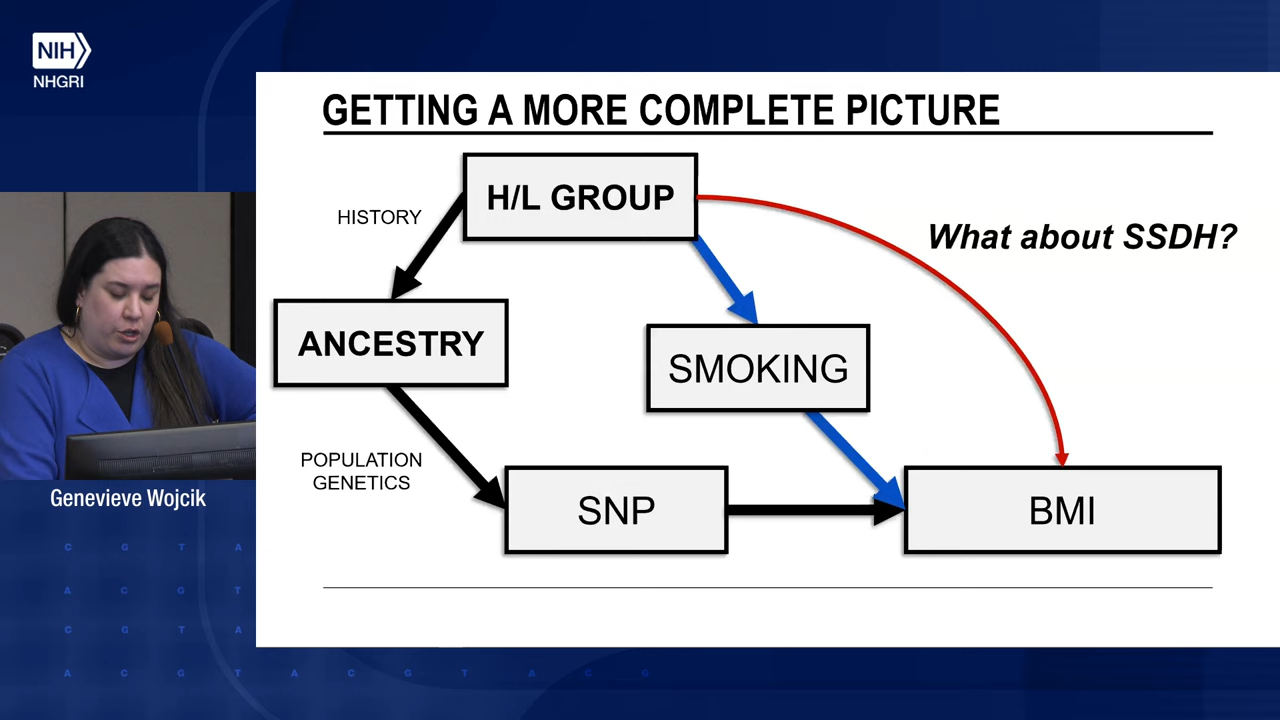 NIH
NHGRI
GETTING A MORE COMPLETE PICTURE
H/L GROUP
HISTORY
What about SSDH?
ANCESTRY
SMOKING
POPULATION
GENETICS
SNP
BMI
Genevieve Wojcik
C G T A
A C G T
C G T A
A C G T A C G T A C G